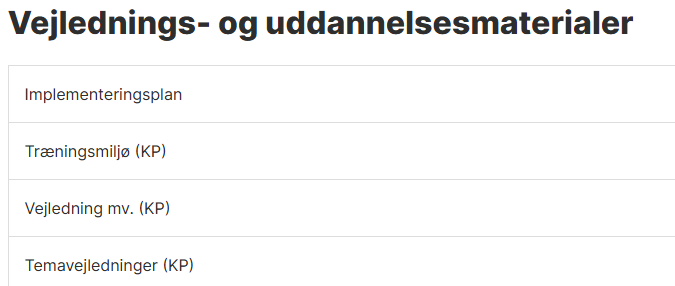 Vejlednings- og uddannelsesmaterialer
Implementeringsplan
Træningsmiljø (KP)
Vejledning mv. (KP)
Temavejledninger (KP)